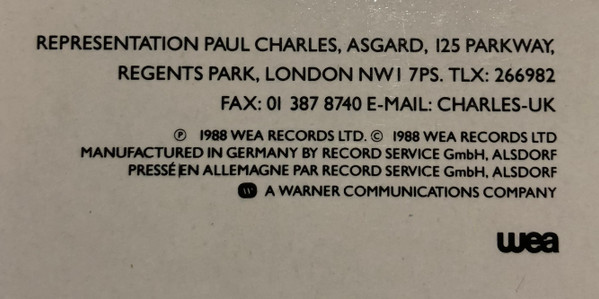 REPRESENTATION PAUL CHARLES, ASGARD, 125 PARKWAY,
REGENTS PARK, LONDON NW1 7PS. TLX: 266982
FAX: 01 387 8740 E-MAIL: CHARLES-UK
℗ 1988 WEA RECORDS LTD. © 1988 WEA RECORDS LTD
MANUFACTURED IN GERMANY BY RECORD SERVICE GmbH, ALSDORF
PRESSÉ EN ALLEMAGNE PAR RECORD SERVICE GmbH, ALSDORF
A WARNER COMMUNICATIONS COMPANY
wea